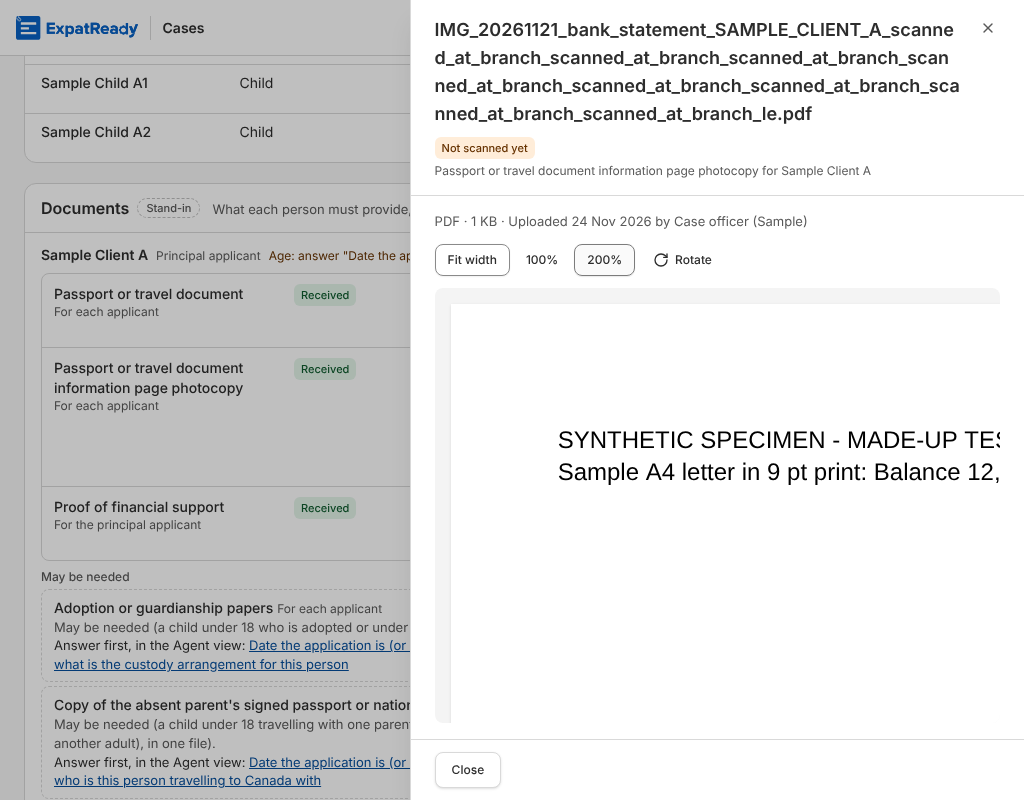 ExpatReady
Cases
Sample Child A1 Child
Sample Child A2 Child
Documents Stand-in What each person must provide,
Sample Client A Principal applicant Age: answer "Date the ap
Passport or travel document Received
For each applicant
Passport or travel document Received
information page photocopy
For each applicant
Proof of financial support Received
For the principal applicant
May be needed
Adoption or guardianship papers For each applicant
May be needed (a child under 18 who is adopted or under
Answer first, in the Agent view: Date the application is (or
what is the custody arrangement for this person
Copy of the absent parent's signed passport or nation
May be needed (a child under 18 travelling with one paren
another adult), in one file).
Answer first, in the Agent view: Date the application is (or
who is this person travelling to Canada with
IMG_20261121_bank_statement_SAMPLE_CLIENT_A_scanne
d_at_branch_scanned_at_branch_scanned_at_branch_scan
ned_at_branch_scanned_at_branch_scanned_at_branch_sca
nned_at_branch_scanned_at_branch_le.pdf
Not scanned yet
Passport or travel document information page photocopy for Sample Client A
PDF · 1 KB · Uploaded 24 Nov 2026 by Case officer (Sample)
Fit width 100% 200% Rotate
SYNTHETIC SPECIMEN - MADE-UP TES
Sample A4 letter in 9 pt print: Balance 12,
Close